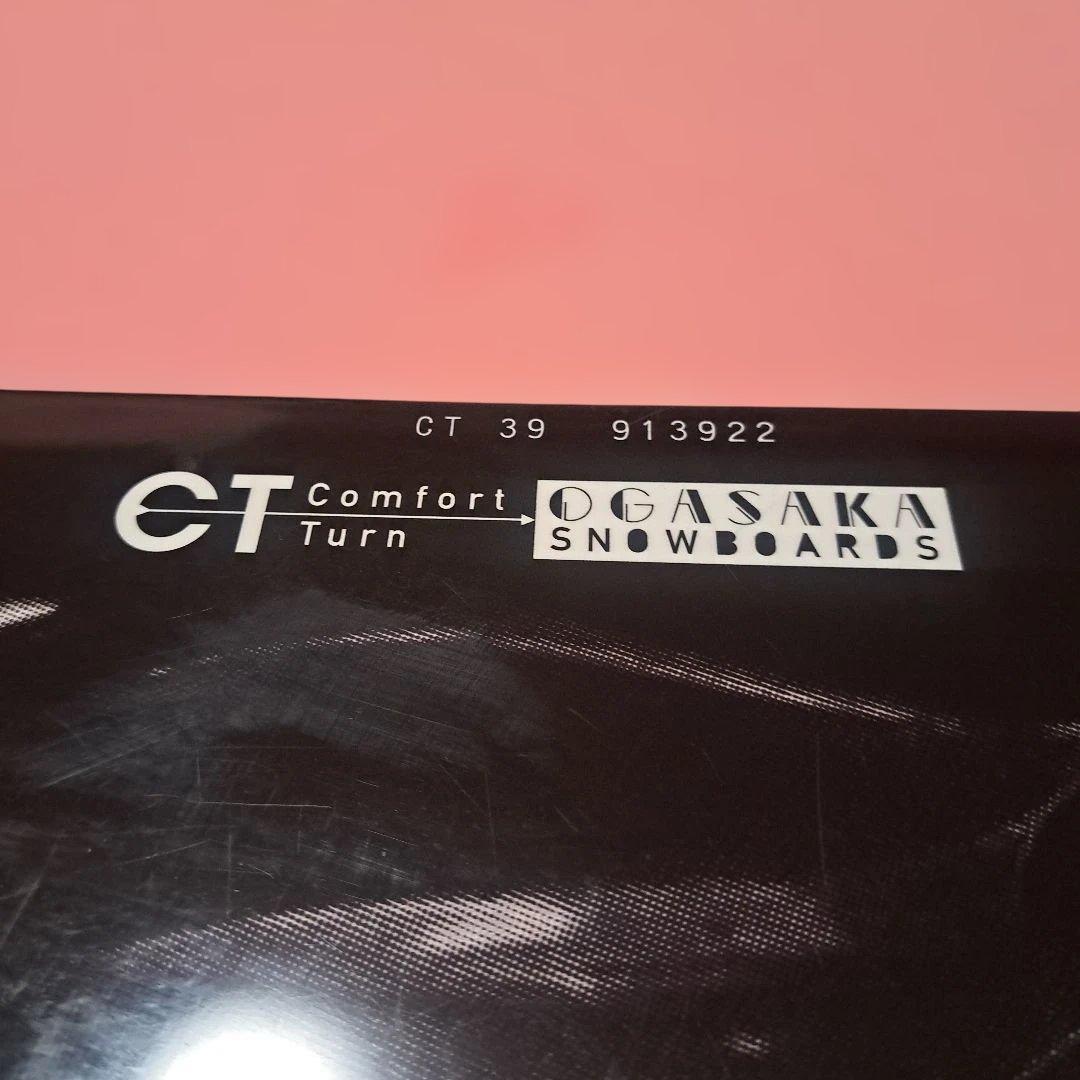 CT 39 913922
CT Comfort Turn
OGASAKA
SNOWBOARDS